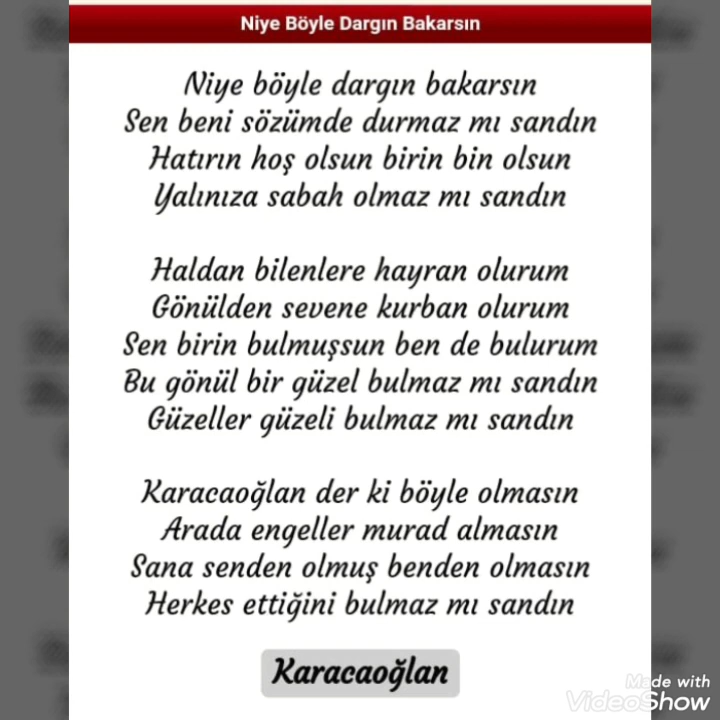 Niye Böyle Dargın Bakarsın
Niye böyle dargın bakarsın
Sen beni sözümde durmaz mı sandın
Hatırın hoş olsun birin bin olsun
Yalınıza sabah olmaz mı sandın
Haldan bilenlere hayran olurum
Gönülden sevene kurban olurum
Sen birin bulmuşsun ben de bulurum
Bu gönül bir güzel bulmaz mı sandın
Güzeller güzeli bulmaz mı sandın
Karacaoğlan der ki böyle olmasın
Arada engeller murad almasın
Sana senden olmuş benden olmasın
Herkes ettiğini bulmaz mı sandın
Karacaoğlan
Made with
VideoShow